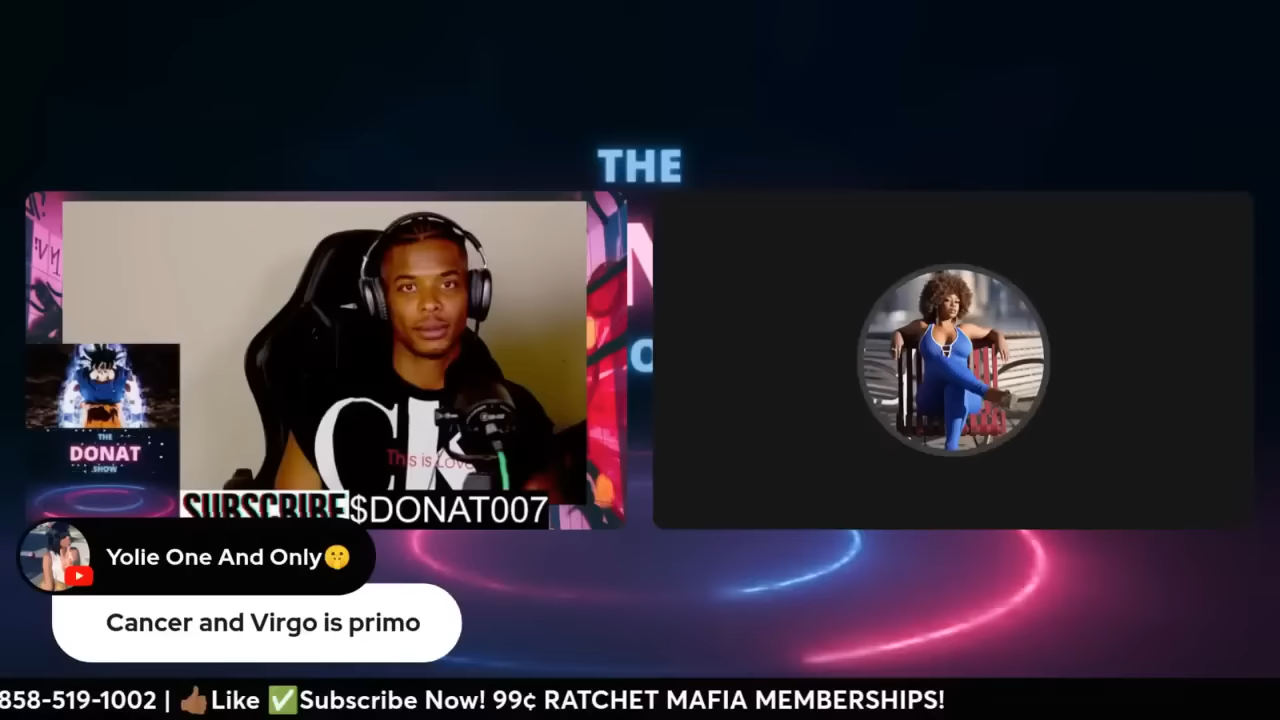 THE
N
O
THE
DONAT
SHOW
CK
This is Love
SUBSCRIBE $DONAT007
Yolie One And Only🤫
Cancer and Virgo is primo
858-519-1002 | 👍🏾Like ✅Subscribe Now! 99¢ RATCHET MAFIA MEMBERSHIPS!